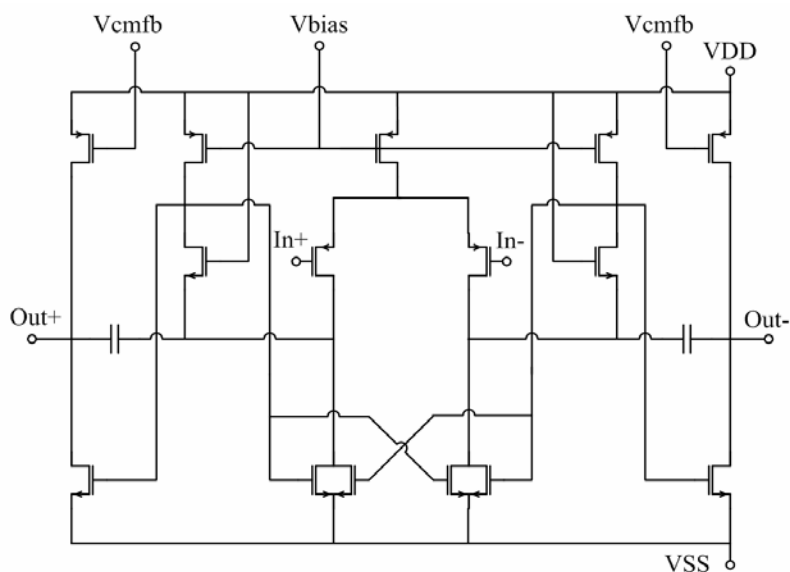 Vcmfb
Vbias
Vcmfb
VDD
In+
In-
Out+
Out-
VSS